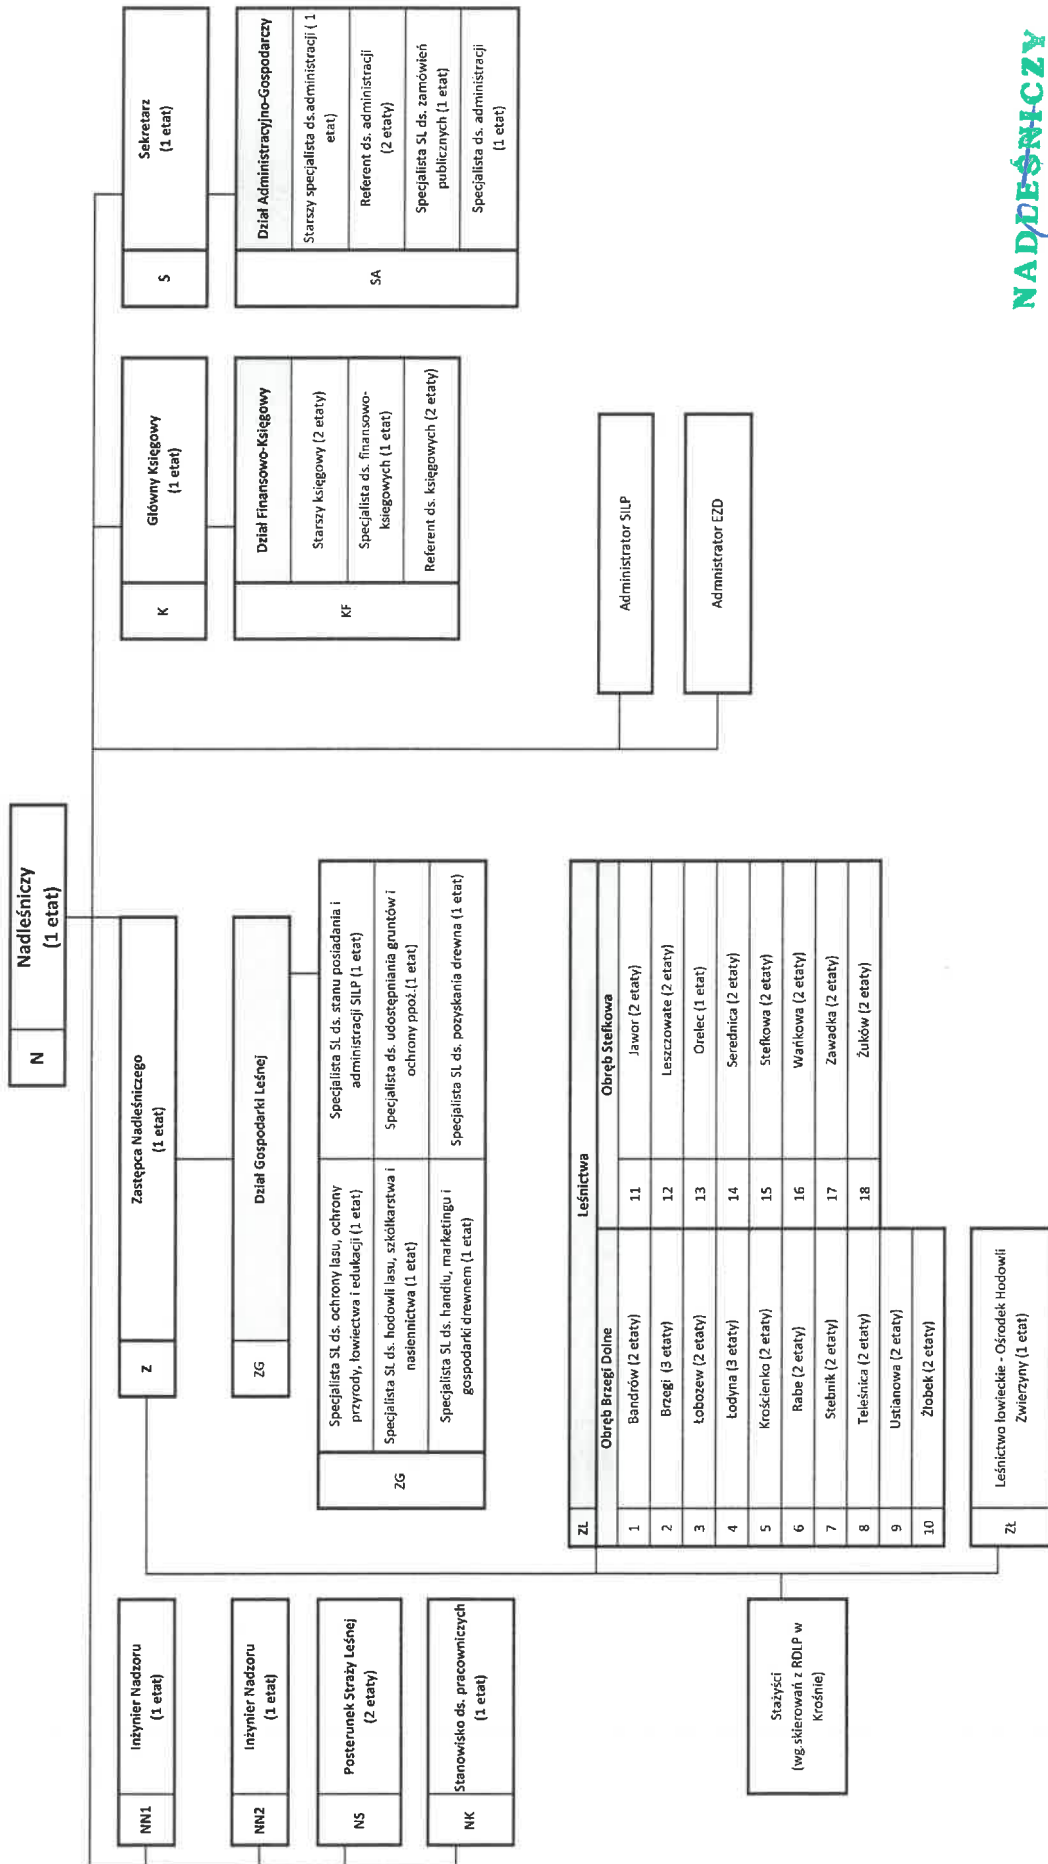 N
Nadleśniczy
(1 etat)
NN1
Inżynier Nadzoru
(1 etat)
NN2
Inżynier Nadzoru
(1 etat)
NS
Posterunek Straży Leśnej
(2 etaty)
NK
Stanowisko ds. pracowniczych
(1 etat)
Z
Zastępca Nadleśniczego
(1 etat)
ZG
Dział Gospodarki Leśnej
ZG
Specjalista SL ds. ochrony lasu, ochrony
przyrody, łowiectwa i edukacji (1 etat)
Specjalista SL ds. stanu posiadania i
administracji SILP (1 etat)
Specjalista SL ds. hodowli lasu, szkółkarstwa i
nasiennictwa (1 etat)
Specjalista ds. udostępniania gruntów i
ochrony ppoż.(1 etat)
Specjalista SL ds. handlu, marketingu i
gospodarki drewnem (1 etat)
Specjalista SL ds. pozyskania drewna (1 etat)
K
Główny Księgowy
(1 etat)
KF
Dział Finansowo-Księgowy
Starszy księgowy (2 etaty)
Specjalista ds. finansowo-
księgowych (1 etat)
Referent ds. księgowych (2 etaty)
S
Sekretarz
(1 etat)
SA
Dział Administracyjno-Gospodarczy
Starszy specjalista ds.administracji ( 1
etat)
Referent ds. administracji
(2 etaty)
Specjalista SL ds. zamówień
publicznych (1 etat)
Specjalista ds. administracji
(1 etat)
Administrator SILP
Admnistrator EZD
ZL
Leśnictwa
Obręb Brzegi Dolne
Obręb Stefkowa
1 Bandrów (2 etaty) 11 Jawor (2 etaty)
2 Brzegi (3 etaty) 12 Leszczowate (2 etaty)
3 Łobozew (2 etaty) 13 Orelec (1 etat)
4 Łodyna (3 etaty) 14 Serednica (2 etaty)
5 Krościenko (2 etaty) 15 Stefkowa (2 etaty)
6 Rabe (2 etaty) 16 Wańkowa (2 etaty)
7 Stebnik (2 etaty) 17 Zawadka (2 etaty)
8 Teleśnica (2 etaty) 18 Żuków (2 etaty)
9 Ustianowa (2 etaty)
10 Żłobek (2 etaty)
Stażyści
(wg.skierowań z RDLP w
Krośnie)
ZŁ
Leśnictwo łowieckie - Ośrodek Hodowli
Zwierzyny (1 etat)
NADLEŚNICZY